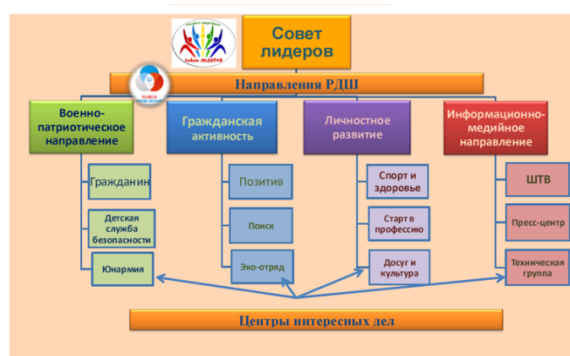 Совет
лидеров
Направления РДШ
Военно-
патриотическое
направление
Гражданская
активность
Личностное
развитие
Информационно-
медийное
направление
Гражданин
Детская
служба
безопасности
Юнармия
Позитив
Поиск
Эко-отряд
Спорт и
здоровье
Старт в
профессию
Досуг и
культура
ШТВ
Пресс-центр
Техническая
группа
Центры интересных дел